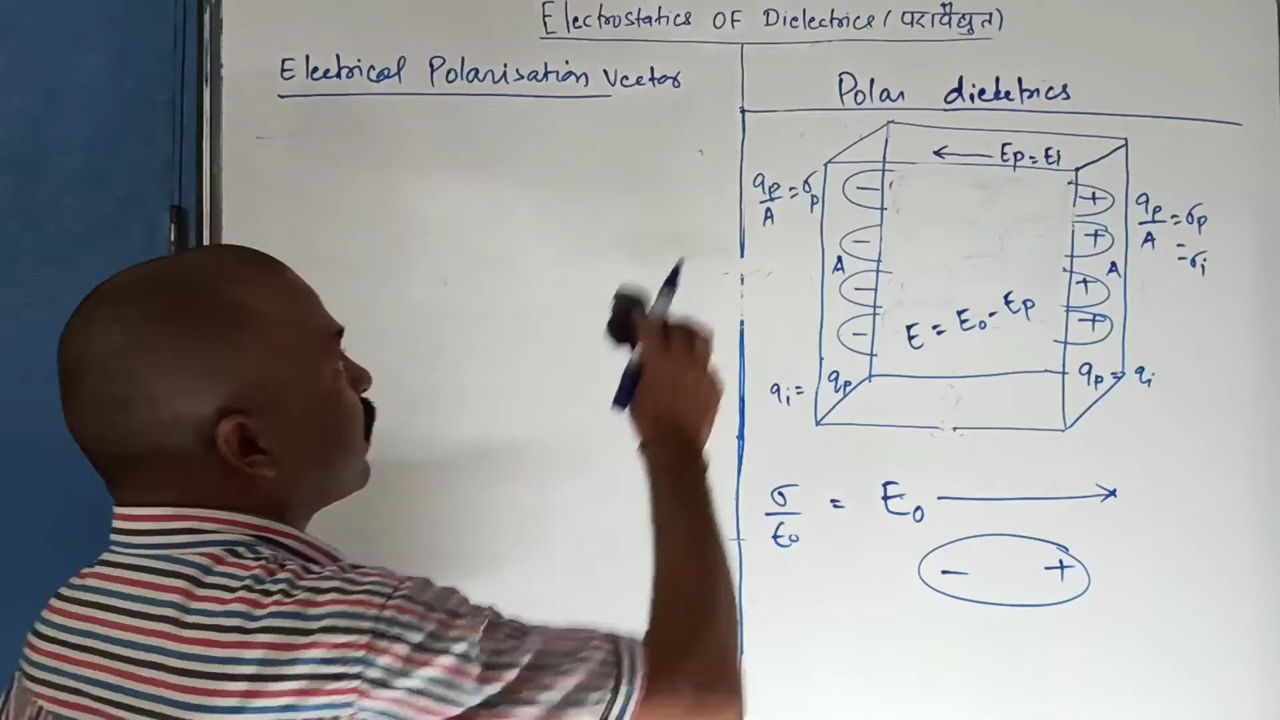 Electrostatics OF Dielectrics (परावैद्युत)
Electrical Polarisation Vector
Polar dielectrics
Ep = Ei
qp/A = σp
qp/A = σp
= σi
− − − −
+ + + +
A
A
E = E₀ - Ep
qi = qp
qp = qi
σ/ϵ₀ = E₀
− +